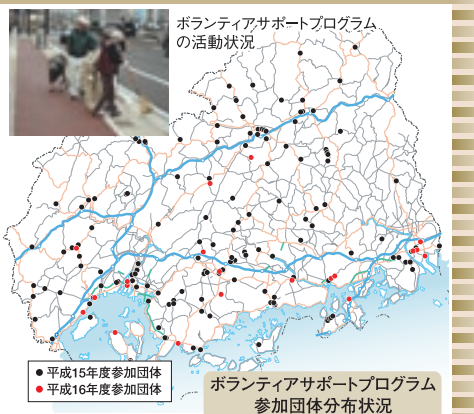 ボランティアサポートプログラム
の活動状況
平成15年度参加団体
平成16年度参加団体
ボランティアサポートプログラム
参加団体分布状況